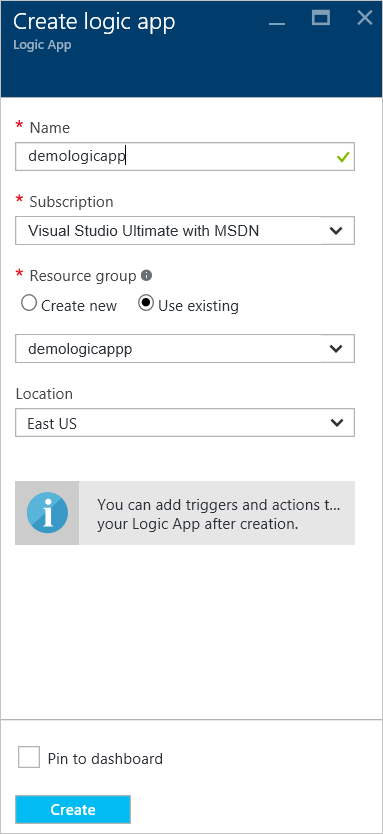 Create logic app
Logic App
* Name
demologicapp
* Subscription
Visual Studio Ultimate with MSDN
* Resource group
Create new Use existing
demologicappp
Location
East US
You can add triggers and actions t...
your Logic App after creation.
Pin to dashboard
Create